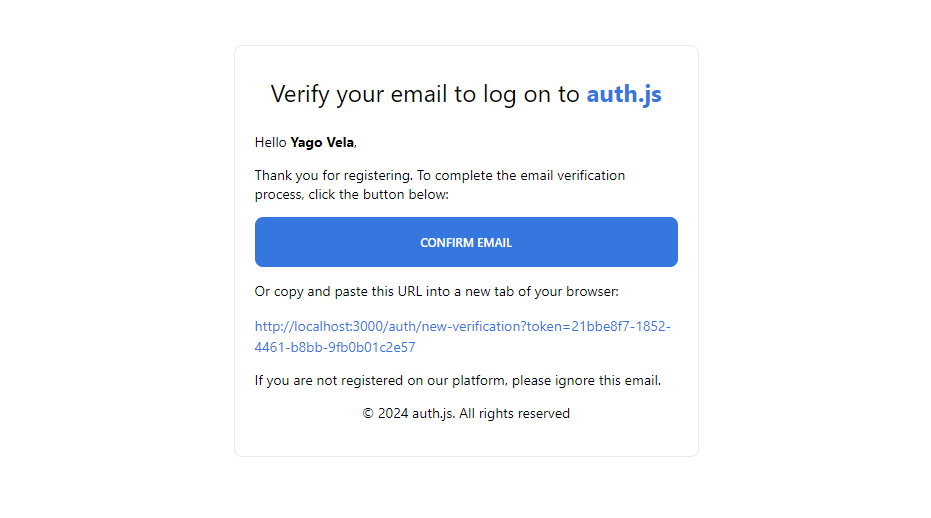 Verify your email to log on to auth.js
Hello Yago Vela,
Thank you for registering. To complete the email verification
process, click the button below:
CONFIRM EMAIL
Or copy and paste this URL into a new tab of your browser:
http://localhost:3000/auth/new-verification?token=21bbe8f7-1852-
4461-b8bb-9fb0b01c2e57
If you are not registered on our platform, please ignore this email.
© 2024 auth.js. All rights reserved